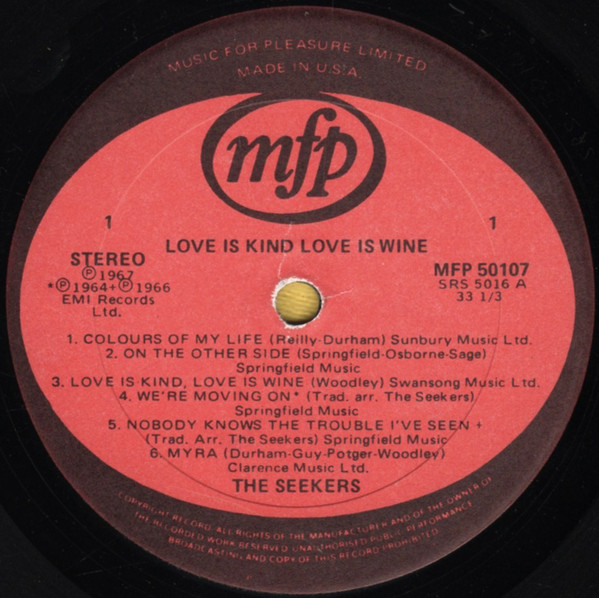 MUSIC FOR PLEASURE LIMITED
MADE IN U.S.A.
mfp
1 1
LOVE IS KIND LOVE IS WINE
STEREO
℗1967
*℗1964+℗1966
EMI Records
Ltd.
MFP 50107
SRS 5016 A
33 1/3
1. COLOURS OF MY LIFE (Reilly-Durham) Sunbury Music Ltd.
2. ON THE OTHER SIDE (Springfield-Osborne-Sage)
Springfield Music
3. LOVE IS KIND, LOVE IS WINE (Woodley) Swansong Music Ltd.
4. WE'RE MOVING ON* (Trad. arr. The Seekers)
Springfield Music
5. NOBODY KNOWS THE TROUBLE I'VE SEEN +
(Trad. Arr. The Seekers) Springfield Music
6. MYRA (Durham-Guy-Potger-Woodley)
Clarence Music Ltd.
THE SEEKERS
COPYRIGHT RECORD. ALL RIGHTS OF THE MANUFACTURER AND OF THE OWNER OF
THE RECORDED WORK RESERVED. UNAUTHORISED PUBLIC PERFORMANCE.
BROADCASTING AND COPY OF THIS RECORD PROHIBITED.